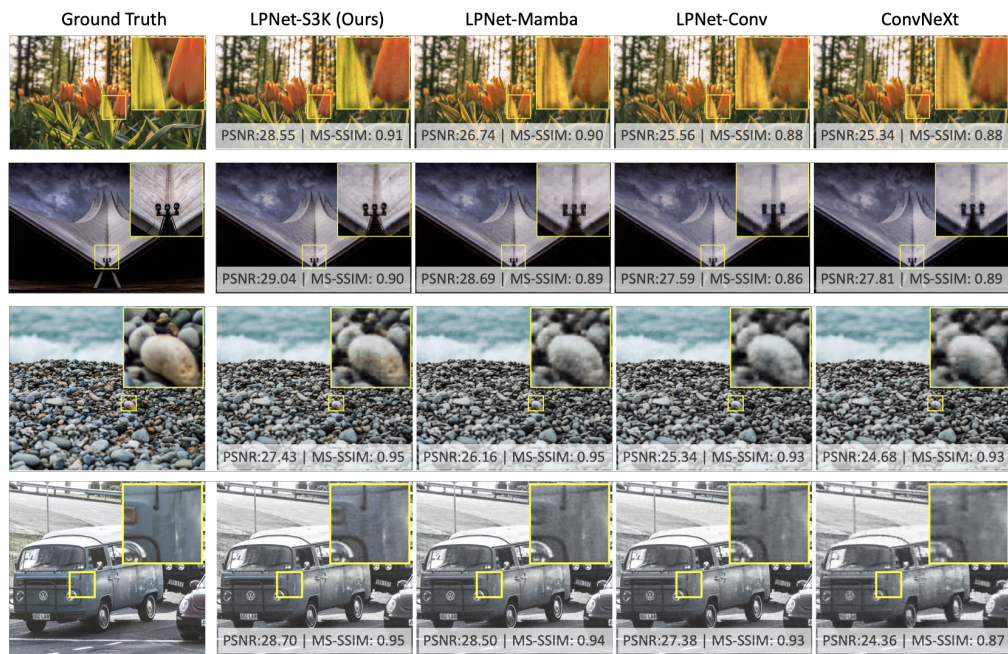 Ground Truth LPNet-S3K (Ours) LPNet-Mamba LPNet-Conv ConvNeXt
PSNR:28.55 | MS-SSIM: 0.91 PSNR:26.74 | MS-SSIM: 0.90 PSNR:25.56 | MS-SSIM: 0.88 PSNR:25.34 | MS-SSIM: 0.88
PSNR:29.04 | MS-SSIM: 0.90 PSNR:28.69 | MS-SSIM: 0.89 PSNR:27.59 | MS-SSIM: 0.86 PSNR:27.81 | MS-SSIM: 0.89
PSNR:27.43 | MS-SSIM: 0.95 PSNR:26.16 | MS-SSIM: 0.95 PSNR:25.34 | MS-SSIM: 0.93 PSNR:24.68 | MS-SSIM: 0.93
PSNR:28.70 | MS-SSIM: 0.95 PSNR:28.50 | MS-SSIM: 0.94 PSNR:27.38 | MS-SSIM: 0.93 PSNR:24.36 | MS-SSIM: 0.87